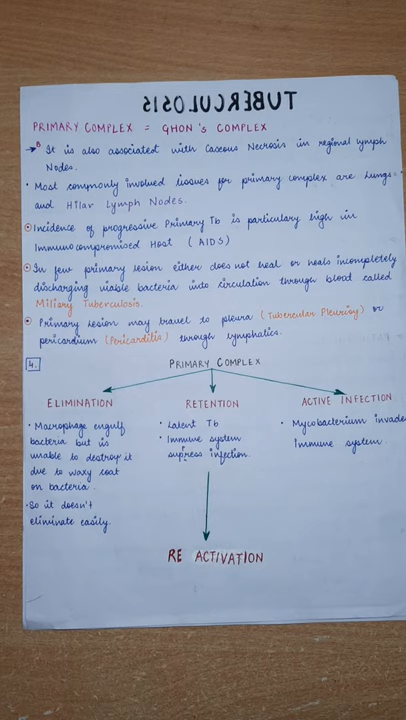 TUBERCULOSIS
PRIMARY COMPLEX = GHON's COMPLEX
→ It is also associated with Caseous Necrosis in regional lymph
Nodes.
• Most commonly involved tissues for primary complex are Lungs
and Hilar Lymph Nodes.
• Incidence of progressive Primary Tb is particulary high in
Immunocompromised Host (AIDS)
• In few primary lesion either does not heal or heals incompletely
discharging viable bacteria into circulation through blood called
Miliary Tuberculosis.
• Primary lesion may travel to pleura (Tubercular Pleurisy) or
pericardium (Pericarditis) through lymphatics.
4. PRIMARY COMPLEX
ELIMINATION
• Macrophage engulf
bacteria but is
unable to destroy it
due to waxy coat
on bacteria.
• So it doesn't
eliminate easily.
RETENTION
• Latent Tb
• Immune system
supress infection.
ACTIVE INFECTION
• Mycobacterium invade
Immune system.
RE ACTIVATION